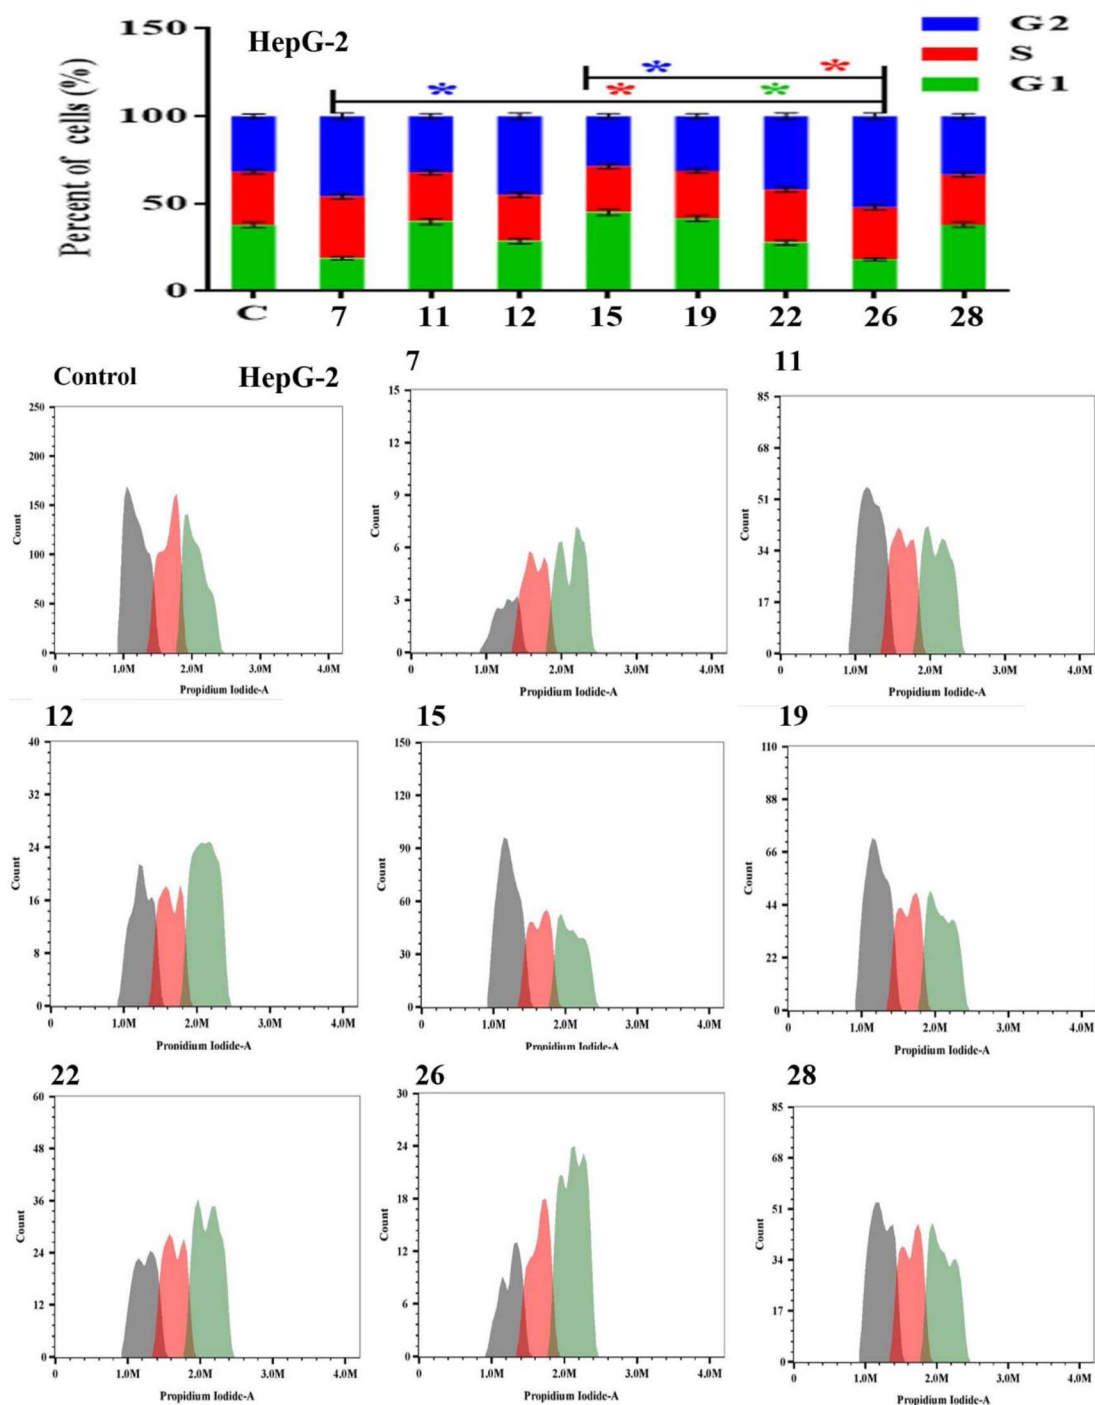 150
HepG-2
G2
S
G1
* *
* * *
100
50
0
Percent of cells (%)
C 7 11 12 15 19 22 26 28
Control HepG-2
250
200
150
100
50
0
Count
0 1.0M 2.0M 3.0M 4.0M
Propidium Iodide-A
7
15
12
9
6
3
0
Count
0 1.0M 2.0M 3.0M 4.0M
Propidium Iodide-A
11
85
68
51
34
17
0
Count
0 1.0M 2.0M 3.0M 4.0M
Propidium Iodide-A
12
40
32
24
16
8
0
Count
0 1.0M 2.0M 3.0M 4.0M
Propidium Iodide-A
15
150
120
90
60
30
0
Count
0 1.0M 2.0M 3.0M 4.0M
Propidium Iodide-A
19
110
88
66
44
22
0
Count
0 1.0M 2.0M 3.0M 4.0M
Propidium Iodide-A
22
60
48
36
24
12
0
Count
0 1.0M 2.0M 3.0M 4.0M
Propidium Iodide-A
26
30
24
18
12
6
0
Count
0 1.0M 2.0M 3.0M 4.0M
Propidium Iodide-A
28
85
68
51
34
17
0
Count
0 1.0M 2.0M 3.0M 4.0M
Propidium Iodide-A